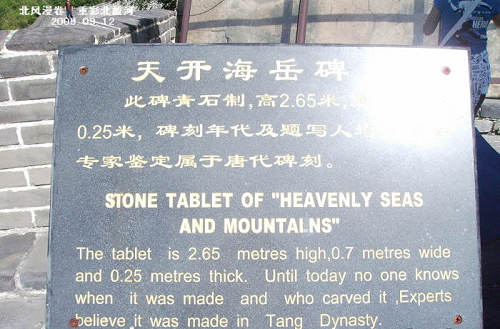 北风漫卷
2009 09 12
天开海岳碑
此碑青石制,高2.65米,
0.25米, 碑刻年代及题写人
专家鉴定属于唐代碑刻。
STONE TABLET OF "HEAVENLY SEAS
AND MOUNTALNS"
The tablet is 2.65 metres high,0.7 metres wide
and 0.25 metres thick. Until today no one knows
when it was made and who carved it ,Experts
believe it was made in Tang Dynasty.